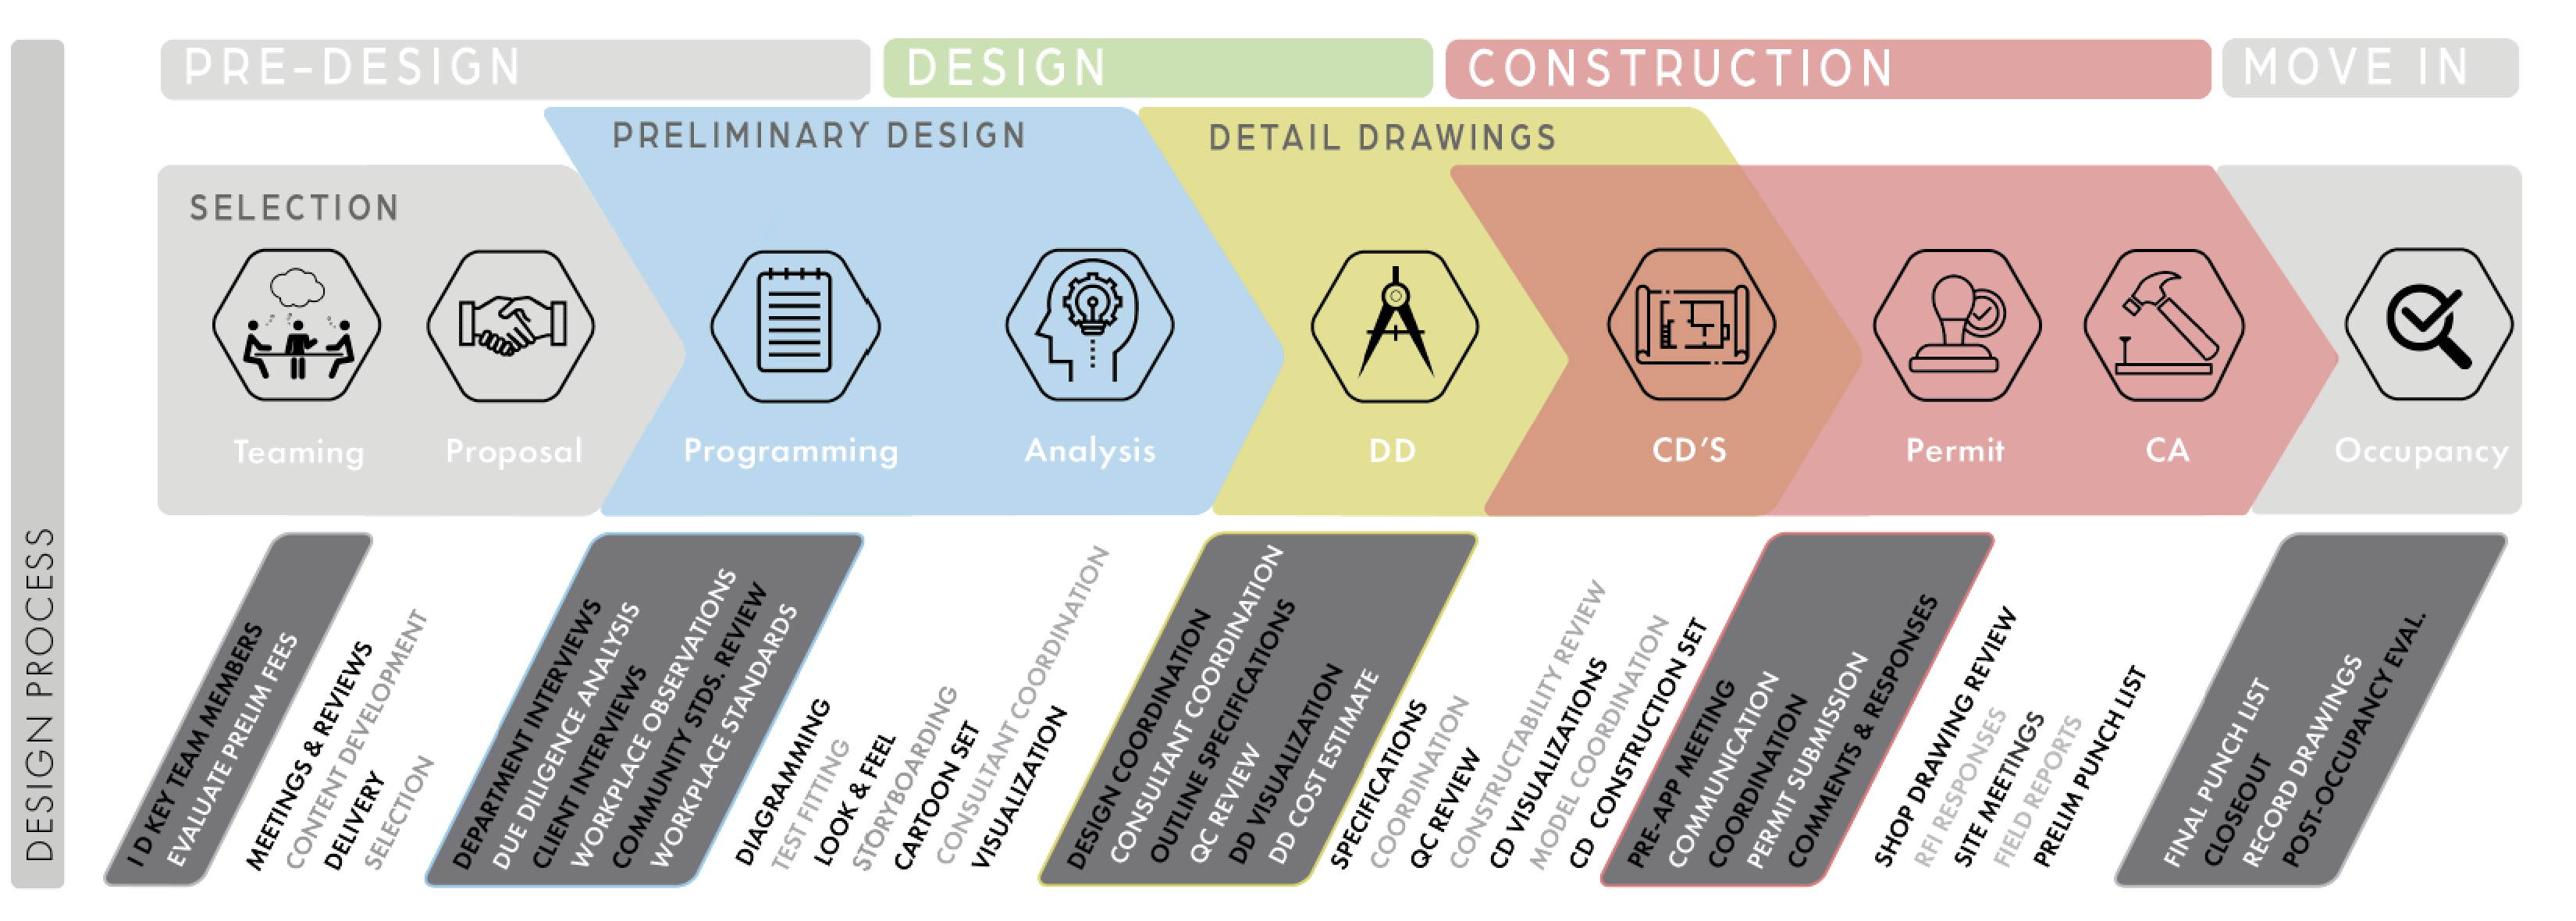 DESIGN PROCESS
PRE-DESIGN
DESIGN
CONSTRUCTION
MOVE IN
PRELIMINARY DESIGN
DETAIL DRAWINGS
SELECTION
Teaming
Proposal
Programming
Analysis
DD
CD'S
Permit
CA
Occupancy
I D KEY TEAM MEMBERS
EVALUATE PRELIM FEES
MEETINGS & REVIEWS
CONTENT DEVELOPMENT
DELIVERY
SELECTION
DEPARTMENT INTERVIEWS
DUE DILIGENCE ANALYSIS
CLIENT INTERVIEWS
WORKPLACE OBSERVATIONS
COMMUNITY STDS. REVIEW
WORKPLACE STANDARDS
DIAGRAMMING
TEST FITTING
LOOK & FEEL
STORYBOARDING
CARTOON SET
CONSULTANT COORDINATION
VISUALIZATION
DESIGN COORDINATION
CONSULTANT COORDINATION
OUTLINE SPECIFICATIONS
QC REVIEW
DD VISUALIZATION
DD COST ESTIMATE
SPECIFICATIONS
COORDINATION
QC REVIEW
CONSTRUCTABILITY REVIEW
CD VISUALIZATIONS
MODEL COORDINATION
CD CONSTRUCTION SET
PRE-APP MEETING
COMMUNICATION
COORDINATION
PERMIT SUBMISSION
COMMENTS & RESPONSES
SHOP DRAWING REVIEW
RFI RESPONSES
SITE MEETINGS
FIELD REPORTS
PRELIM PUNCH LIST
FINAL PUNCH LIST
CLOSEOUT
RECORD DRAWINGS
POST-OCCUPANCY EVAL.